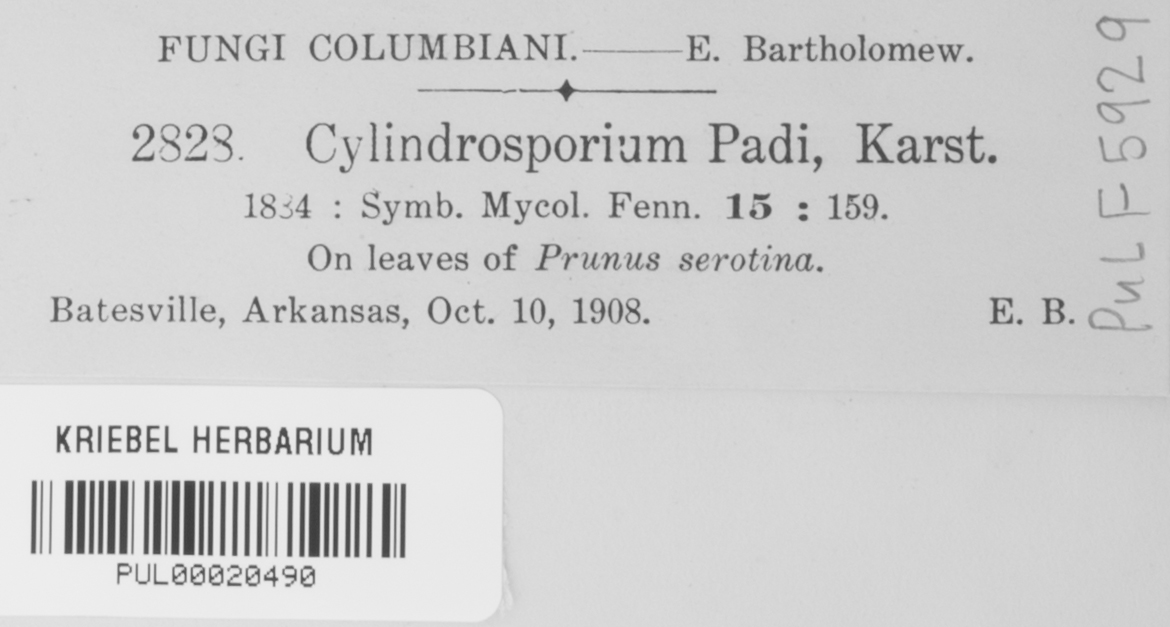 FUNGI COLUMBIANI.——E. Bartholomew.
2828. Cylindrosporium Padi, Karst.
1884 : Symb. Mycol. Fenn. 15 : 159.
On leaves of Prunus serotina.
Batesville, Arkansas, Oct. 10, 1908. E. B.
PuL F5929
KRIEBEL HERBARIUM
PUL00020490